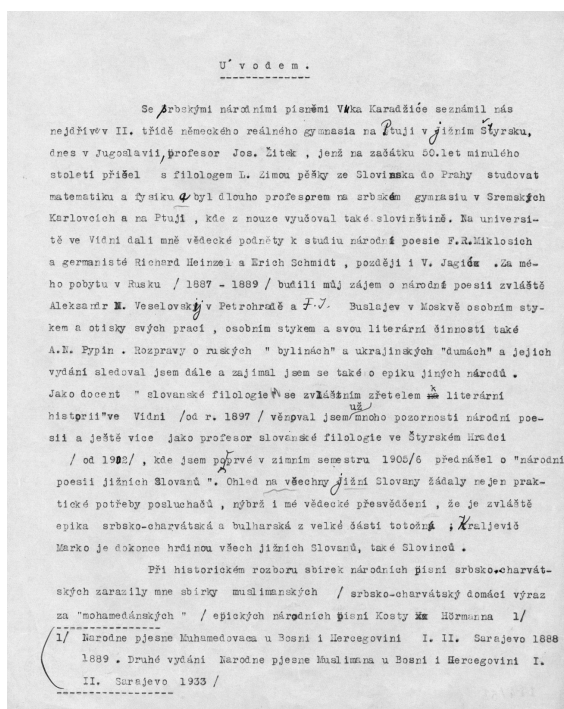 Úvodem.
Se srbskými národními písněmi Vuka Karadžiće seznámil nás
nejdřív v II. třídě německého reálného gymnasia na Ptuji v jižním Štyrsku,
dnes v Jugoslavii, profesor Jos. Žitek , jenž na začátku 50.let minulého
století přišel s filologem L. Zimou pěšky ze Slovinska do Prahy studovat
matematiku a fysiku a byl dlouho profesprem na srbském gymnasiu v Sremských
Karlovcích a na Ptuji , kde z nouze vyučoval také slovinštině. Na universi-
tě ve Vídni dali mně vědecké podněty k studiu národní poesie F.R.Miklosich
a germanisté Richard Heinzel a Erich Schmidt , později i V. Jagić .Za mé-
ho pobytu v Rusku / 1887 - 1889 / budili můj zájem o národné poesii zvláště
Aleksandr N. Veselovskij v Petrohradě a F.I. Buslajev v Moskvě osobním sty-
kem a otisky svých prací , osobním stykem a svou literární činností také
A.N. Pypin . Rozpravy o ruských " bylinách" a ukrajinských "dumách" a jejich
vydání sledoval jsem dále a zajímal jsem se také o epiku jiných národů .
Jako docent " slovanské filologie se zvláštním zřetelem k literární
historii"ve Vídni /od r. 1897 / věnoval jsem už mnoho pozornosti národní poe-
sii a ještě více jako profesor slovanské filologie ve Štyrském Hradci
/ od 1902/ , kde jsem poprvé v zimním semestru 1905/6 přednášel o "národní
poesii jižních Slovanů ". Ohled na všechny jižní Slovany žádaly nejen prak-
tické potřeby posluchačů , nýbrž i mé vědecké přesvědčení , že je zvláště
epika srbsko-charvátská a bulharská z velké části totožná ; Kraljevič
Marko je dokonce hrdinou všech jižních Slovanů, také Slovinců .
Při historickém rozboru sbírek národních písní srbsko-charvát-
ských zarazily mne sbírky muslimanských / srbsko-charvátský domácí výraz
za "mohamedánských " / epických národních písní Kosty Hörmanna 1/
1/ Narodne pjesne Muhamedovaca u Bosni i Hercegovini I. II. Sarajevo 1888
1889 . Druhé vydání Narodne pjesme Muslimana u Bosni i Hercegovini I.
II. Sarajevo 1933 /